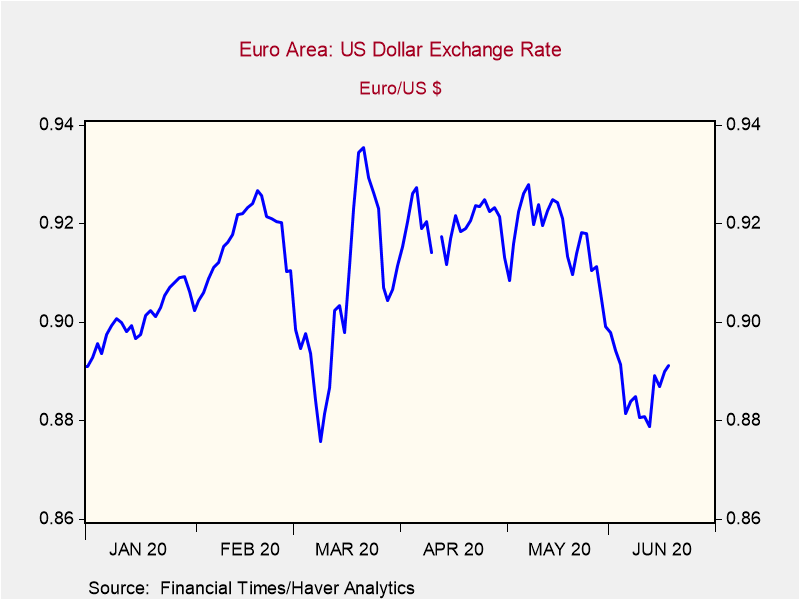 Euro Area: US Dollar Exchange Rate
Euro/US $
0.94 0.94
0.92 0.92
0.90 0.90
0.88 0.88
0.86 0.86
JAN 20 FEB 20 MAR 20 APR 20 MAY 20 JUN 20
Source: Financial Times/Haver Analytics